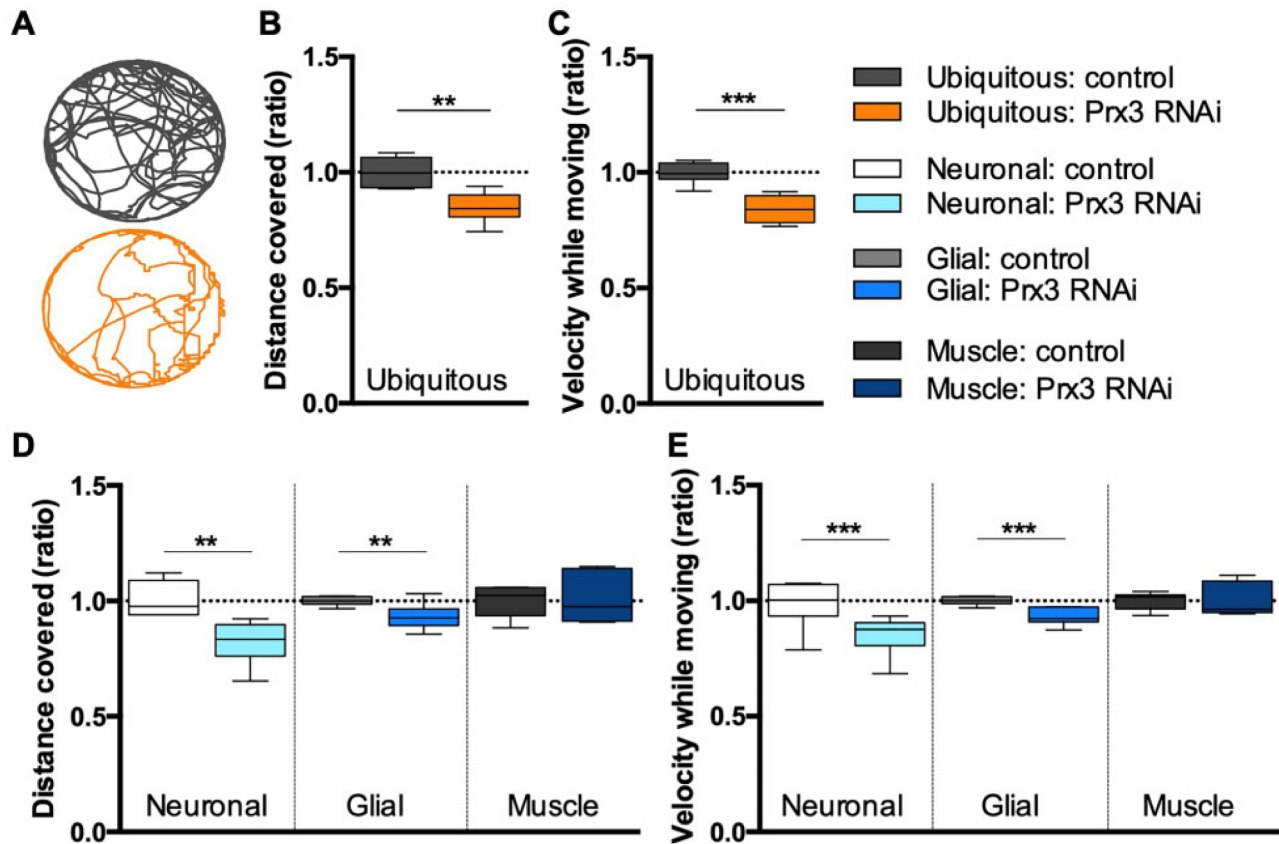 A
B
Distance covered (ratio)
1.5
1.0
0.5
0.0
**
Ubiquitous
C
Velocity while moving (ratio)
1.5
1.0
0.5
0.0
***
Ubiquitous
Ubiquitous: control
Ubiquitous: Prx3 RNAi
Neuronal: control
Neuronal: Prx3 RNAi
Glial: control
Glial: Prx3 RNAi
Muscle: control
Muscle: Prx3 RNAi
D
Distance covered (ratio)
1.5
1.0
0.5
0.0
**
**
Neuronal
Glial
Muscle
E
Velocity while moving (ratio)
1.5
1.0
0.5
0.0
***
***
Neuronal
Glial
Muscle